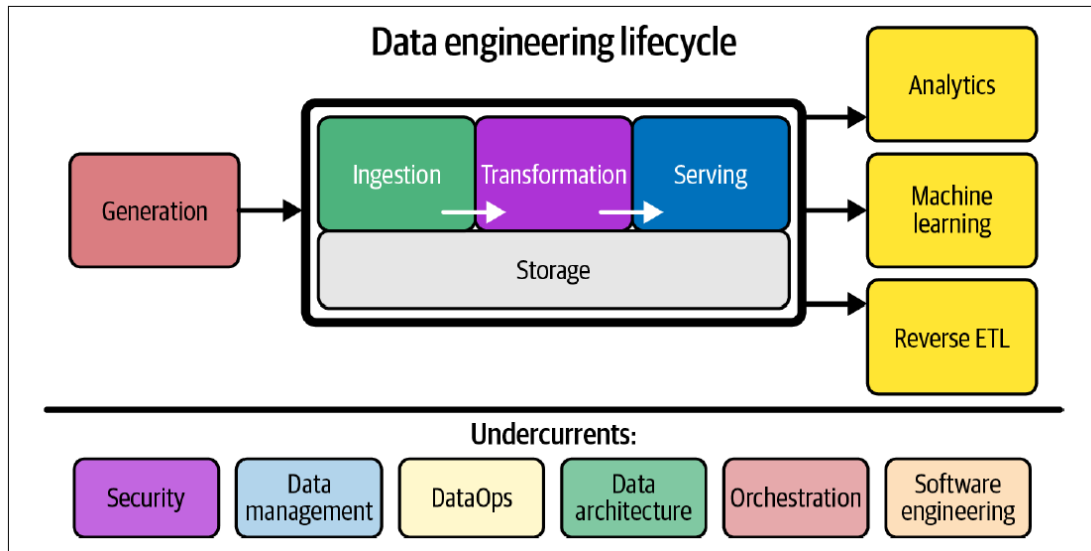 Data engineering lifecycle
Generation
Ingestion
Transformation
Serving
Storage
Analytics
Machine
learning
Reverse ETL
Undercurrents:
Security
Data
management
DataOps
Data
architecture
Orchestration
Software
engineering